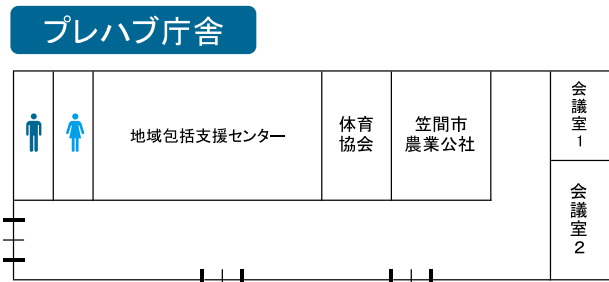 プレハブ庁舎
地域包括支援センター
体育
協会
笠間市
農業公社
会議室1
会議室2